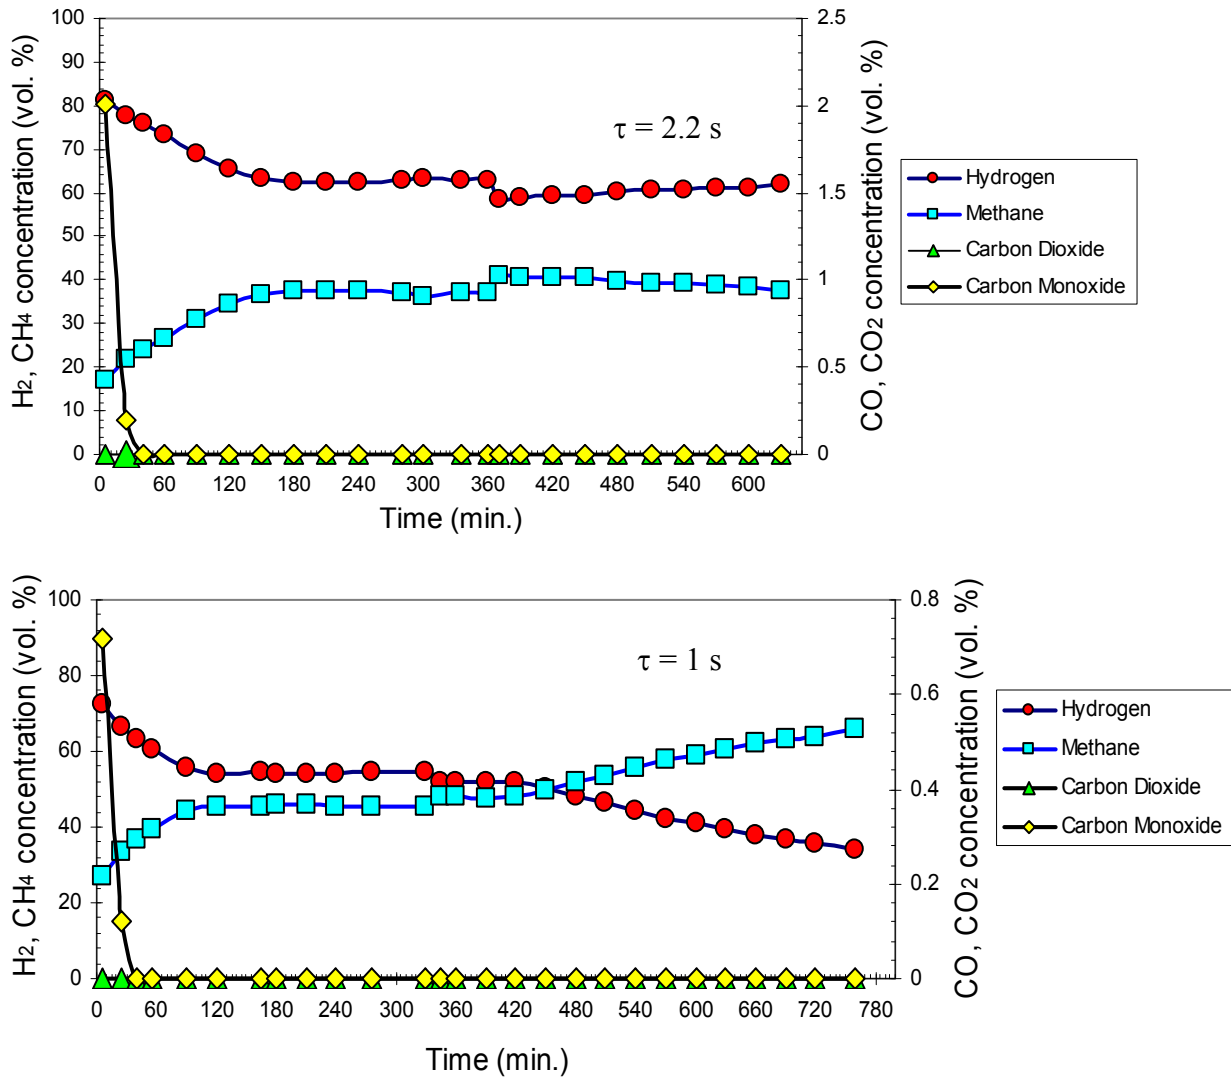 H2, CH4 concentration (vol. %)
100
90
80
70
60
50
40
30
20
10
0
τ = 2.2 s
2.5
2
1.5
1
0.5
0
CO, CO2 concentration (vol. %)
0 60 120 180 240 300 360 420 480 540 600
Time (min.)
Hydrogen
Methane
Carbon Dioxide
Carbon Monoxide
H2, CH4 concentration (vol. %)
100
80
60
40
20
0
τ = 1 s
0.8
0.6
0.4
0.2
0
CO, CO2 concentration (vol. %)
0 60 120 180 240 300 360 420 480 540 600 660 720 780
Time (min.)
Hydrogen
Methane
Carbon Dioxide
Carbon Monoxide